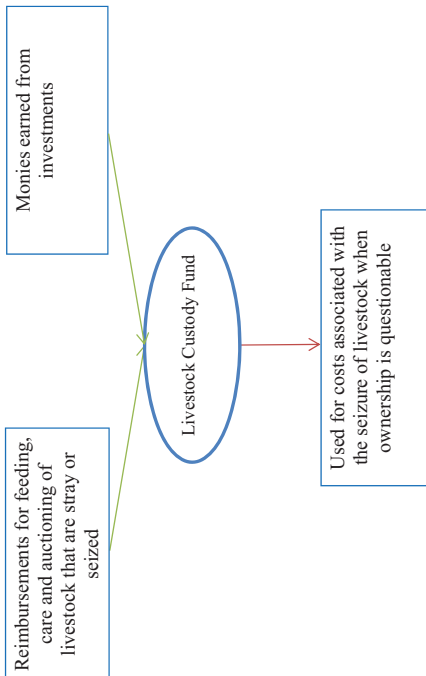 Reimbursements for feeding,
care and auctioning of
livestock that are stray or
seized
Monies earned from
investments
Livestock Custody Fund
Used for costs associated with
the seizure of livestock when
ownership is questionable